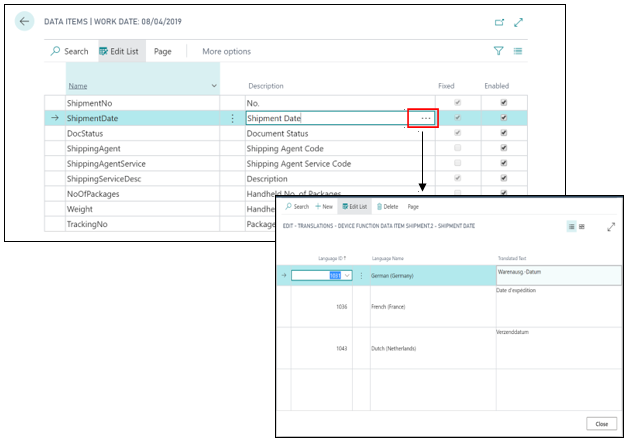 DATA ITEMS | WORK DATE: 08/04/2019
Search Edit List Page More options
Name Description Fixed Enabled
ShipmentNo No.
ShipmentDate Shipment Date
DocStatus Document Status
ShippingAgent Shipping Agent Code
ShippingAgentService Shipping Agent Service Code
ShippingServiceDesc Description
NoOfPackages Handheld No. of Packages
Weight Handhe
TrackingNo Package
Search New Edit List Delete Page
EDIT - TRANSLATIONS - DEVICE FUNCTION DATA ITEM SHIPMENT.2 - SHIPMENT DATE
Language ID Language Name Translated Text
1031 German (Germany) Warenausg.-Datum
1036 French (France) Date d'expédition
1043 Dutch (Netherlands) Verzenddatum
Close